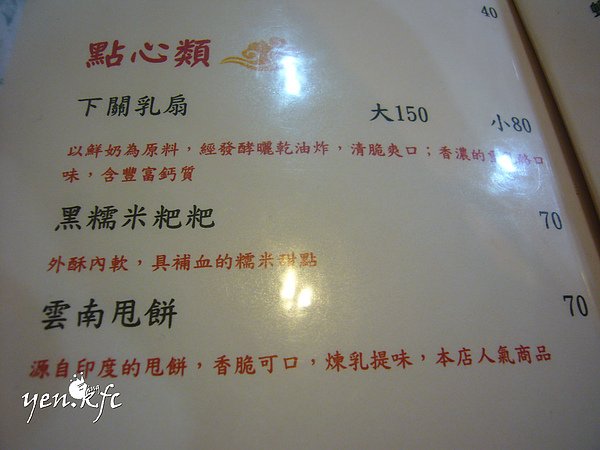 40
點心類
下關乳扇 大150 小80
以鮮奶為原料，經發酵曬乾油炸，清脆爽口；香濃的 酪口
味，含豐富鈣質
黑糯米粑粑 70
外酥內軟，具補血的糯米甜點
雲南甩餅 70
源自印度的甩餅，香脆可口，煉乳提味，本店人氣商品
yen.kfc